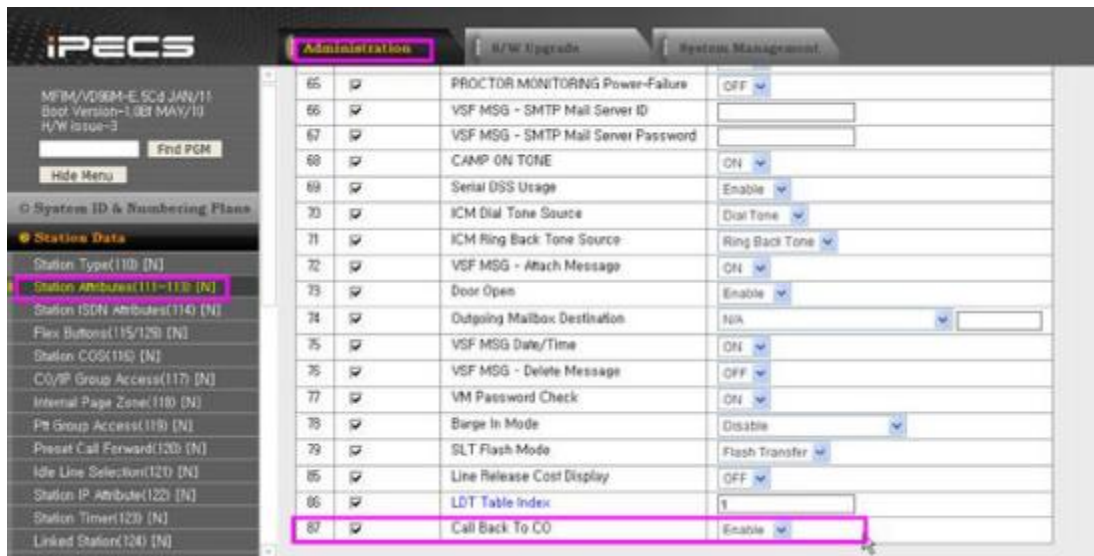 iPECS
Administration
S/W Upgrade
System Management
MFIM/VD96M-E.5Cd JAN/11
Boot Version-1.0BI MAY/10
H/W Issue-3
Find PGM
Hide Menu
System ID & Numbering Plans
Station Data
Station Type(110) [N]
Station Attributes(111~113) [N]
Station ISDN Attributes(114) [N]
Flex Buttons(115/129) [N]
Station COS(116) [N]
CO/IP Group Access(117) [N]
Internal Page Zone(118) [N]
Ptt Group Access(119) [N]
Preset Call Forward(120) [N]
Idle Line Selection(121) [N]
Station IP Attribute(122) [N]
Station Timer(123) [N]
Linked Station(124) [N]
65 PROCTOR MONITORING Power-Failure OFF
66 VSF MSG - SMTP Mail Server ID
67 VSF MSG - SMTP Mail Server Password
68 CAMP ON TONE ON
69 Serial DSS Usage Enable
70 ICM Dial Tone Source Dial Tone
71 ICM Ring Back Tone Source Ring Back Tone
72 VSF MSG - Attach Message ON
73 Door Open Enable
74 Outgoing Mailbox Destination N/A
75 VSF MSG Date/Time ON
76 VSF MSG - Delete Message OFF
77 VM Password Check ON
78 Barge In Mode Disable
79 SLT Flash Mode Flash Transfer
85 Line Release Cost Display OFF
86 LDT Table Index 1
87 Call Back To CO Enable